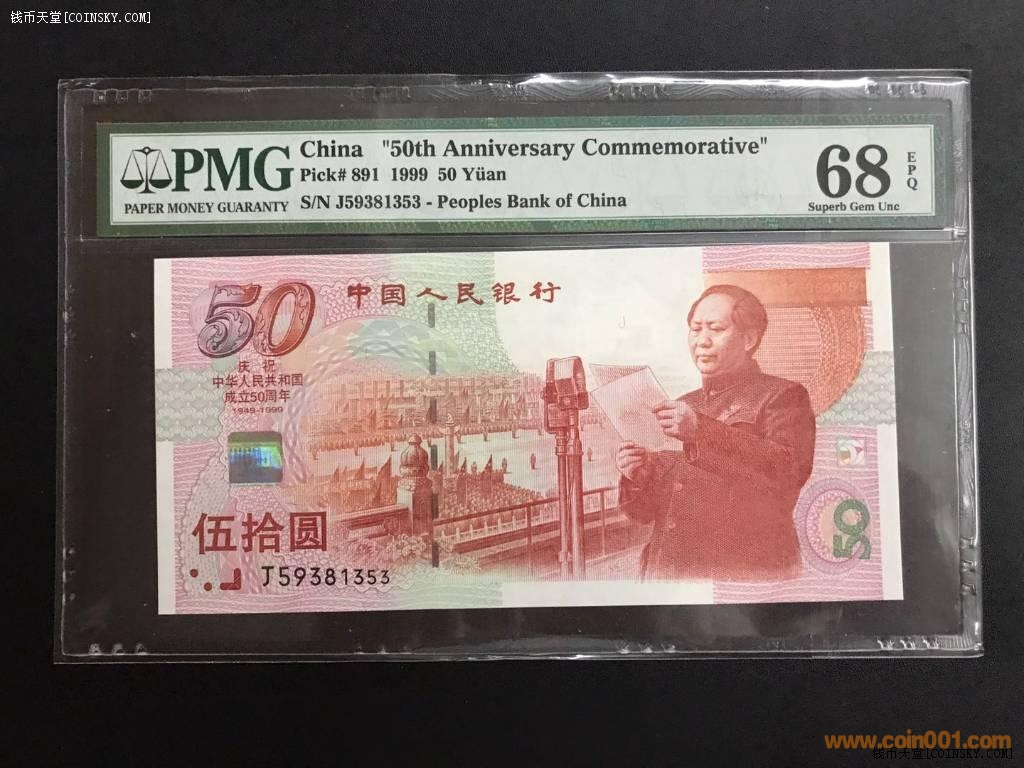 钱币天堂[COINSKY.COM]
PMG
PAPER MONEY GUARANTY
China "50th Anniversary Commemorative"
Pick# 891 1999 50 Yüan
S/N J59381353 - Peoples Bank of China
68
EPQ
Superb Gem Unc
50
中国人民银行
J
庆祝
中华人民共和国
成立50周年
1949-1999
伍拾圆
J59381353
50
www.coin001.com
钱币天堂[COINSKY.COM]